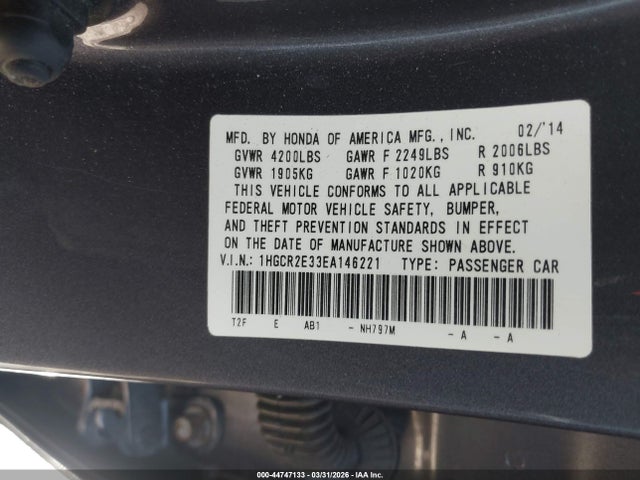 MFD. BY HONDA OF AMERICA MFG., INC. 02/'14
GVWR 4200LBS GAWR F 2249LBS R 2006LBS
GVWR 1905KG GAWR F 1020KG R 910KG
THIS VEHICLE CONFORMS TO ALL APPLICABLE
FEDERAL MOTOR VEHICLE SAFETY, BUMPER,
AND THEFT PREVENTION STANDARDS IN EFFECT
ON THE DATE OF MANUFACTURE SHOWN ABOVE.
V.I.N.: 1HGCR2E33EA146221 TYPE: PASSENGER CAR
T2F E AB1 - NH797M - A - A
000-44747133 - 03/31/2026 - IAA Inc.